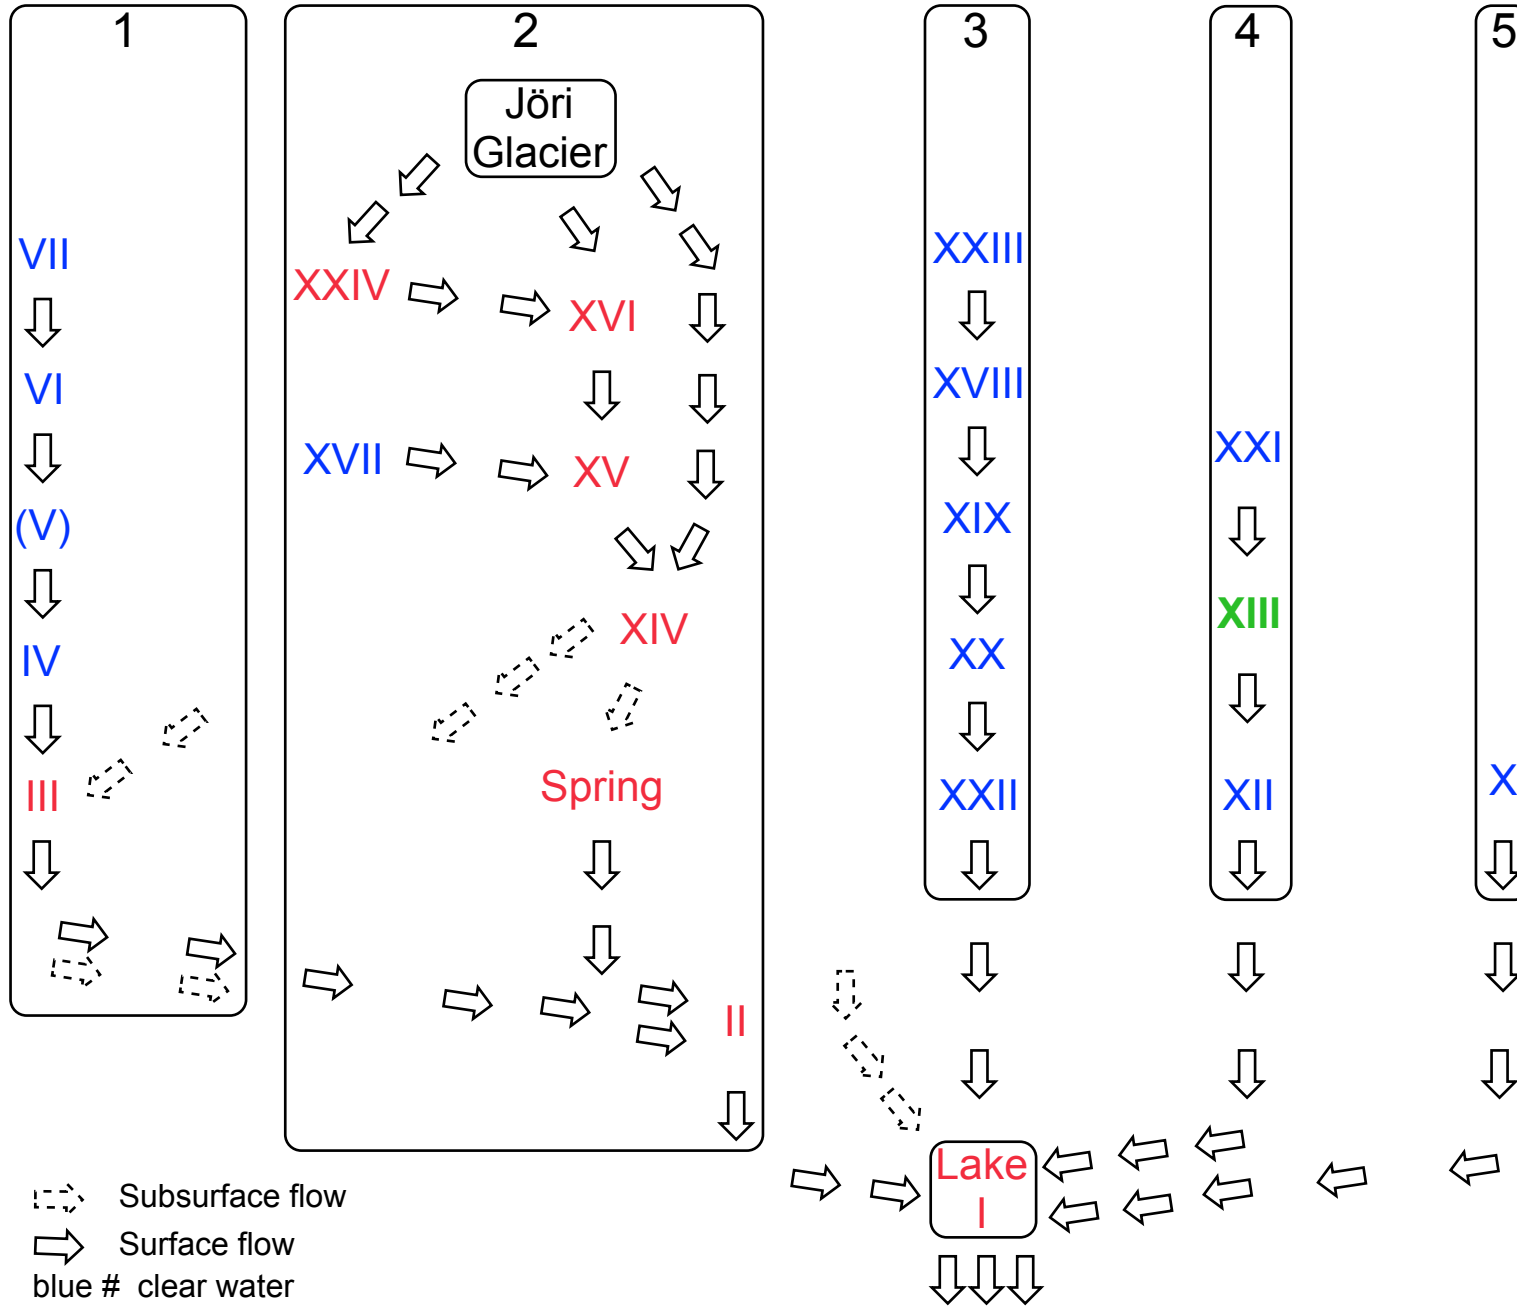 1
2
3
4
5
Jöri
Glacier
VII
XXIV
XVI
XXIII
VI
XVIII
XVII
XV
XXI
(V)
XIX
XIV
XIII
IV
XX
III
Spring
XXII
XII
X
II
Lake
I
Subsurface flow
Surface flow
blue # clear water